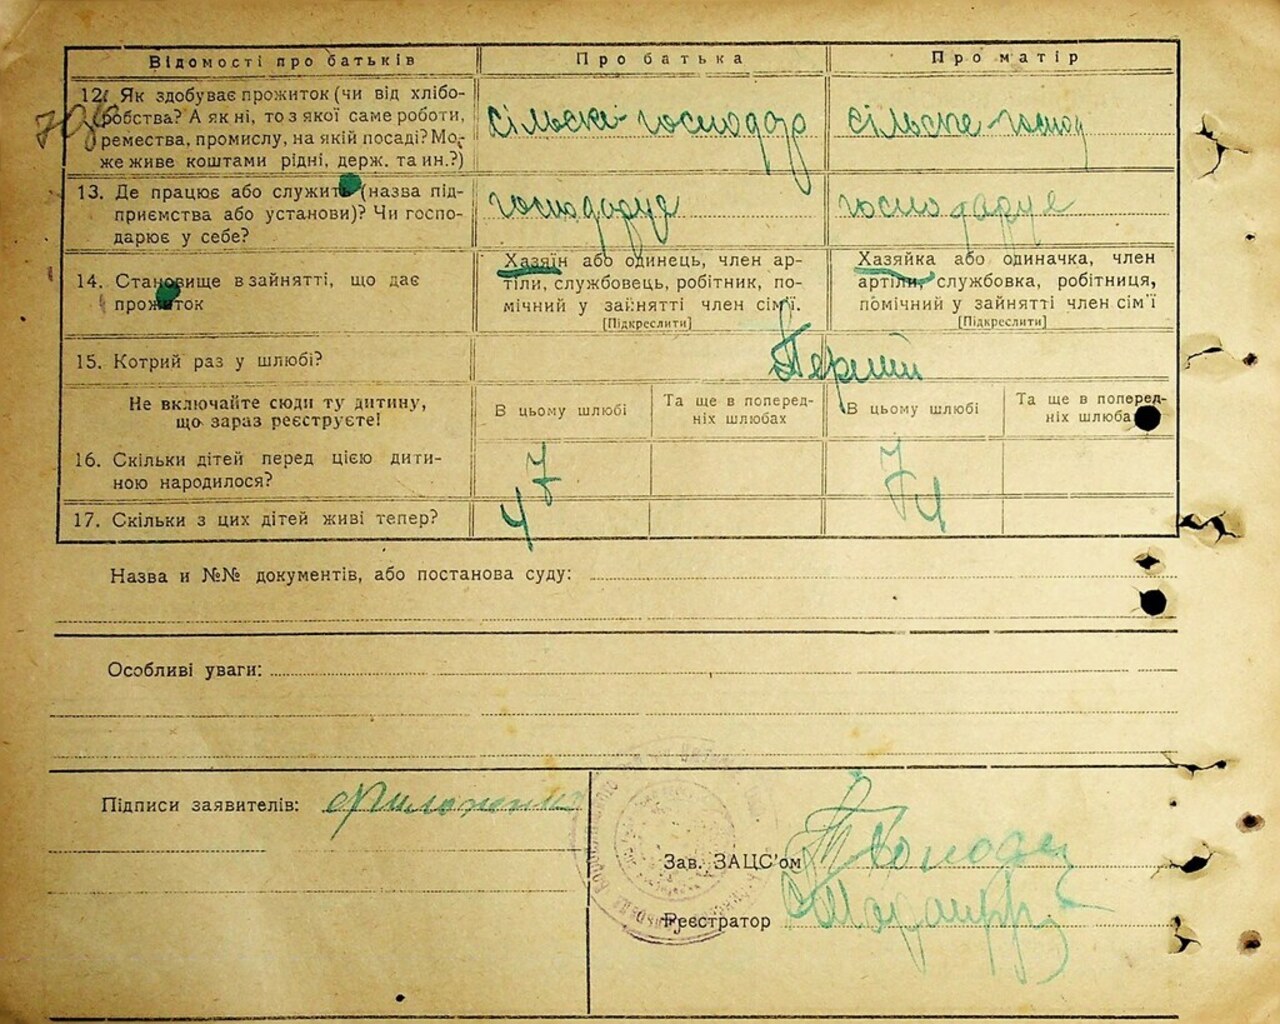 Відомості про батьків
Про батька
Про матір
12. Як здобуває прожиток (чи від хлібо-
робства? А як ні, то з якої саме роботи,
ремества, промислу, на якій посаді? Мо-
же живе коштами рідні, держ. та ин.?)
сільське-господар
сільське-господ
13. Де працює або служить (назва під-
приємства або установи)? Чи госпо-
дарює у себе?
господарує
господарує
14. Становище в зайнятті, що дає
прожиток
Хазяїн або одинець, член ар-
тіли, службовець, робітник, по-
мічний у зайнятті член сім'ї.
[Підкреслити]
Хазяйка або одиначка, член
артіли, службовка, робітниця,
помічний у зайнятті член сім'ї
[Підкреслити]
15. Котрий раз у шлюбі?
Перший
Не включайте сюди ту дитину,
що зараз реєструєте!
В цьому шлюбі
Та ще в поперед-
ніх шлюбах
В цьому шлюбі
Та ще в поперед-
ніх шлюбах
16. Скільки дітей перед цією дити-
ною народилося?
7
7
17. Скільки з цих дітей живі тепер?
4
4
Назва и №№ документів, або постанова суду:
Особливі уваги:
Підписи заявителів:
Зав. ЗАЦС'ом
Реєстратор